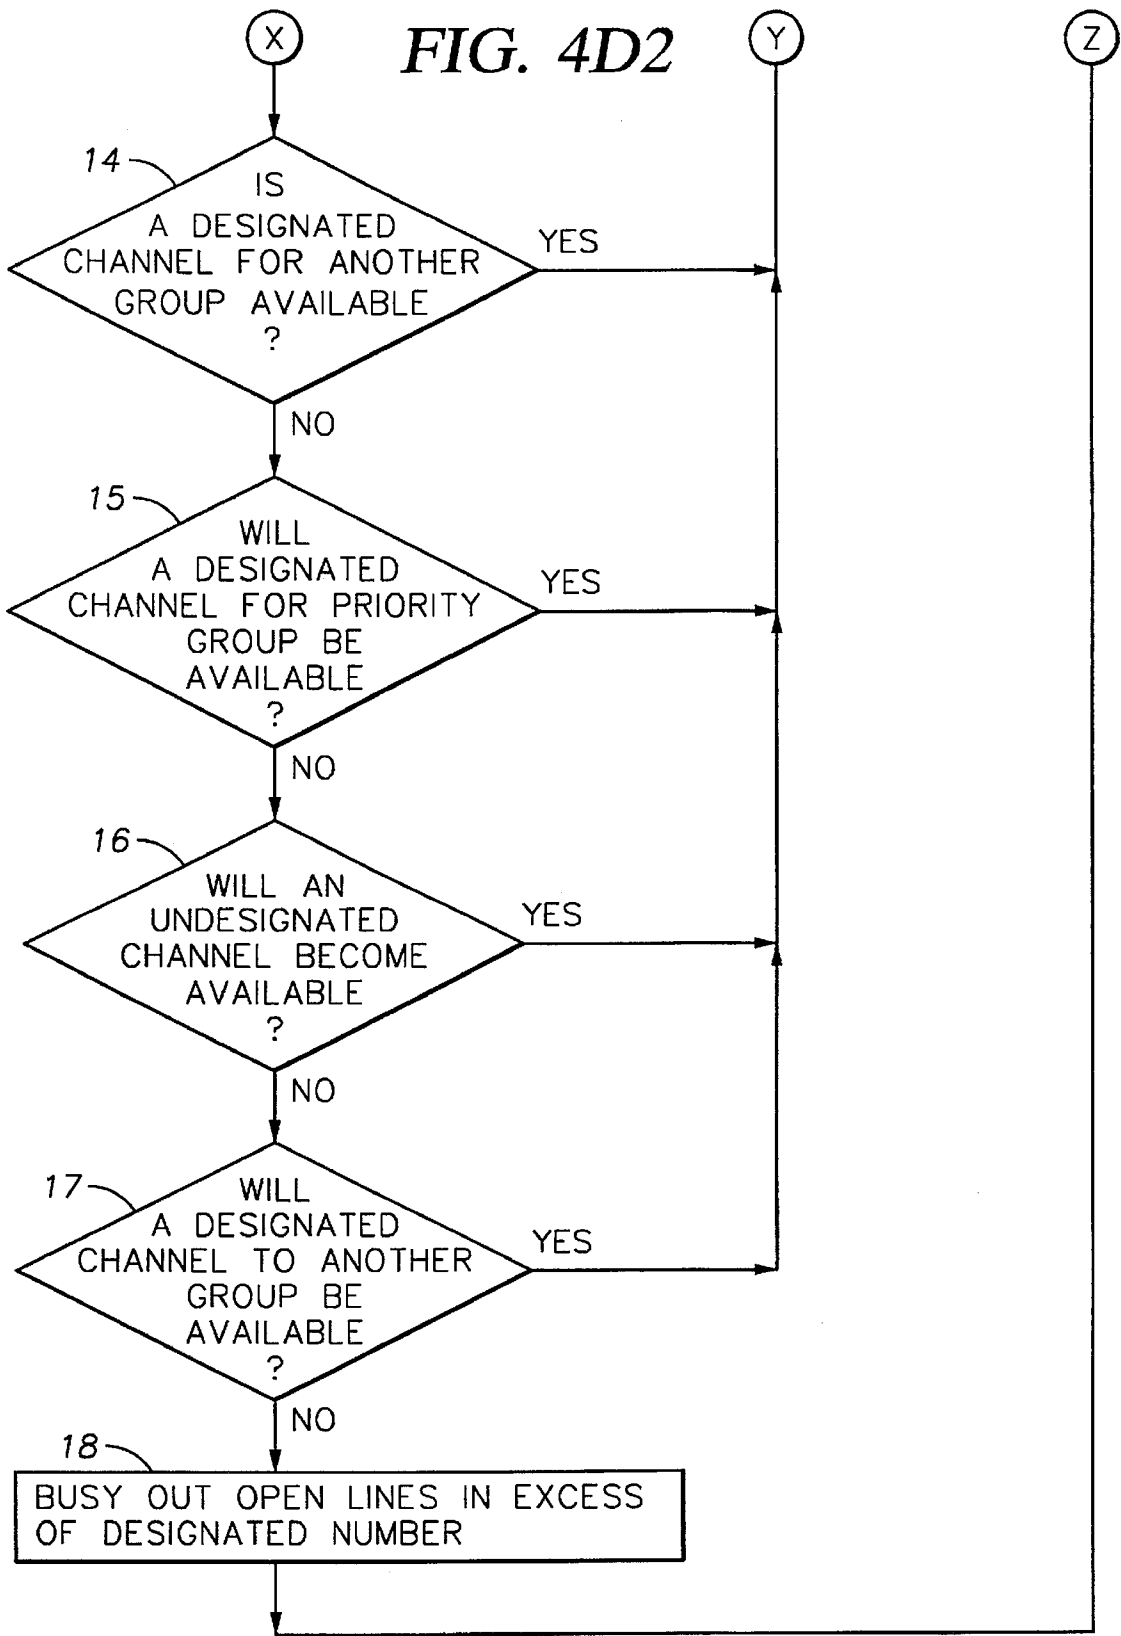 X
FIG. 4D2
Y
Z
14
IS
A DESIGNATED
CHANNEL FOR ANOTHER
GROUP AVAILABLE
?
YES
NO
15
WILL
A DESIGNATED
CHANNEL FOR PRIORITY
GROUP BE
AVAILABLE
?
YES
NO
16
WILL AN
UNDESIGNATED
CHANNEL BECOME
AVAILABLE
?
YES
NO
17
WILL
A DESIGNATED
CHANNEL TO ANOTHER
GROUP BE
AVAILABLE
?
YES
NO
18
BUSY OUT OPEN LINES IN EXCESS
OF DESIGNATED NUMBER